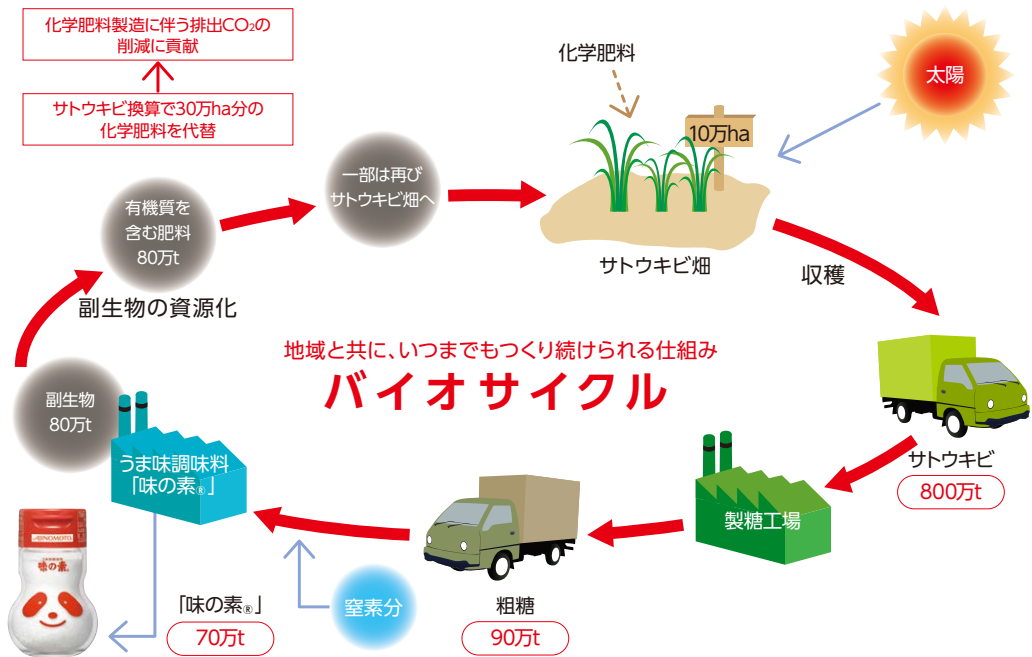 化学肥料製造に伴う排出CO₂の
削減に貢献
サトウキビ換算で30万ha分の
化学肥料を代替
化学肥料
太陽
10万ha
サトウキビ畑
一部は再び
サトウキビ畑へ
有機質を
含む肥料
80万t
副生物の資源化
収穫
地域と共に、いつまでもつくり続けられる仕組み
バイオサイクル
副生物
80万t
うま味調味料
「味の素®」
サトウキビ
800万t
製糖工場
粗糖
90万t
窒素分
「味の素®」
70万t
AJINOMOTO
味の素